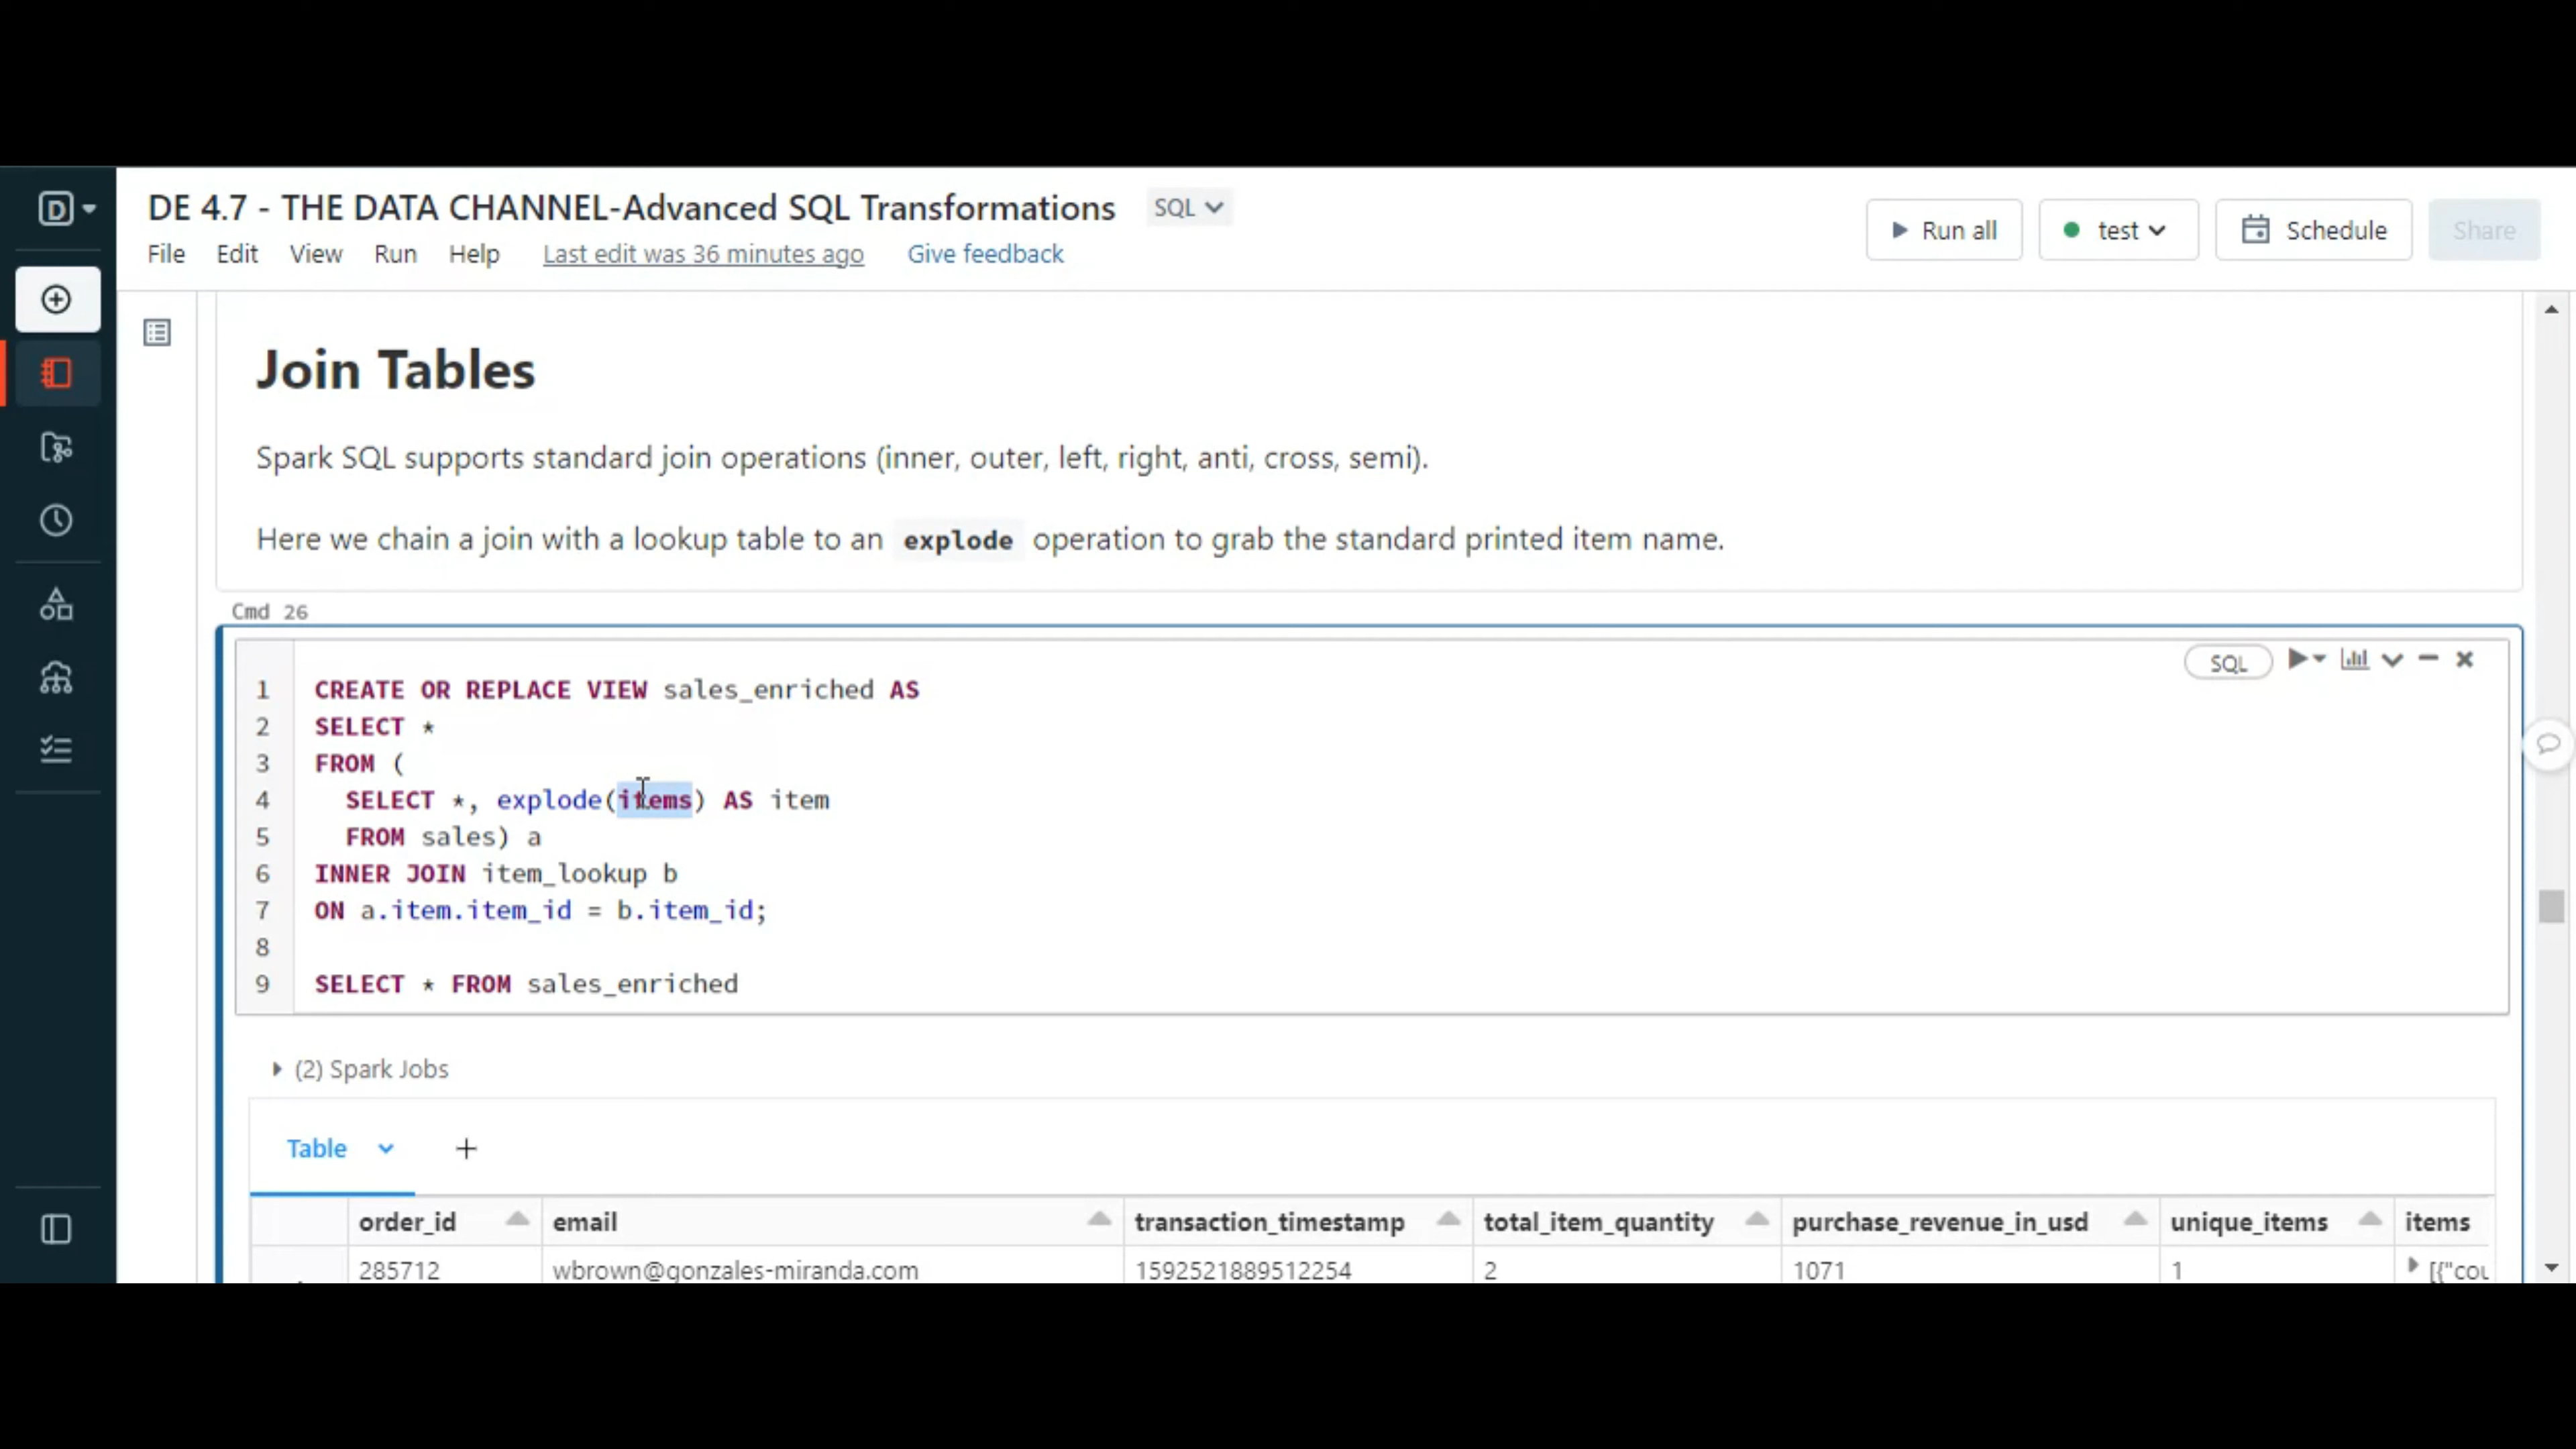 DE 4.7 - THE DATA CHANNEL-Advanced SQL Transformations SQL
File Edit View Run Help Last edit was 36 minutes ago Give feedback
Run all test Schedule Share
Join Tables
Spark SQL supports standard join operations (inner, outer, left, right, anti, cross, semi).
Here we chain a join with a lookup table to an explode operation to grab the standard printed item name.
Cmd 26
SQL
1 CREATE OR REPLACE VIEW sales_enriched AS
2 SELECT *
3 FROM (
4 SELECT *, explode(items) AS item
5 FROM sales) a
6 INNER JOIN item_lookup b
7 ON a.item.item_id = b.item_id;
8
9 SELECT * FROM sales_enriched
(2) Spark Jobs
Table +
order_id email transaction_timestamp total_item_quantity purchase_revenue_in_usd unique_items items
285712 wbrown@gonzales-miranda.com 1592521889512254 2 1071 1 [{"cou